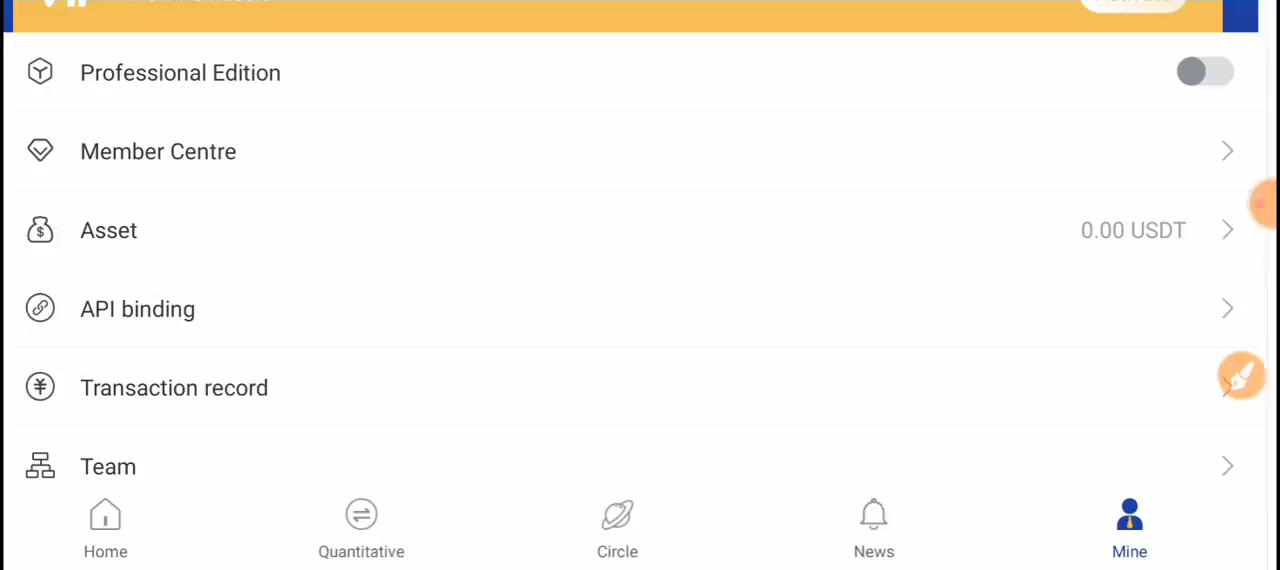 Professional Edition
Member Centre
Asset
0.00 USDT
API binding
Transaction record
Team
Home
Quantitative
Circle
News
Mine